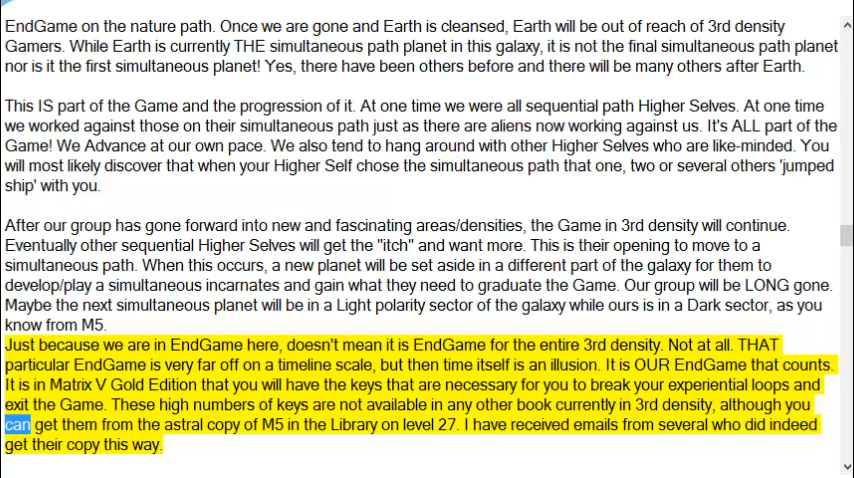 EndGame on the nature path. Once we are gone and Earth is cleansed, Earth will be out of reach of 3rd density
Gamers. While Earth is currently THE simultaneous path planet in this galaxy, it is not the final simultaneous path planet
nor is it the first simultaneous planet! Yes, there have been others before and there will be many others after Earth.
This IS part of the Game and the progression of it. At one time we were all sequential path Higher Selves. At one time
we worked against those on their simultaneous path just as there are aliens now working against us. It's ALL part of the
Game! We Advance at our own pace. We also tend to hang around with other Higher Selves who are like-minded. You
will most likely discover that when your Higher Self chose the simultaneous path that one, two or several others 'jumped
ship' with you.
After our group has gone forward into new and fascinating areas/densities, the Game in 3rd density will continue.
Eventually other sequential Higher Selves will get the "itch" and want more. This is their opening to move to a
simultaneous path. When this occurs, a new planet will be set aside in a different part of the galaxy for them to
develop/play a simultaneous incarnates and gain what they need to graduate the Game. Our group will be LONG gone.
Maybe the next simultaneous planet will be in a Light polarity sector of the galaxy while ours is in a Dark sector, as you
know from M5.
Just because we are in EndGame here, doesn't mean it is EndGame for the entire 3rd density. Not at all. THAT
particular EndGame is very far off on a timeline scale, but then time itself is an illusion. It is OUR EndGame that counts.
It is in Matrix V Gold Edition that you will have the keys that are necessary for you to break your experiential loops and
exit the Game. These high numbers of keys are not available in any other book currently in 3rd density, although you
can get them from the astral copy of M5 in the Library on level 27. I have received emails from several who did indeed
get their copy this way.